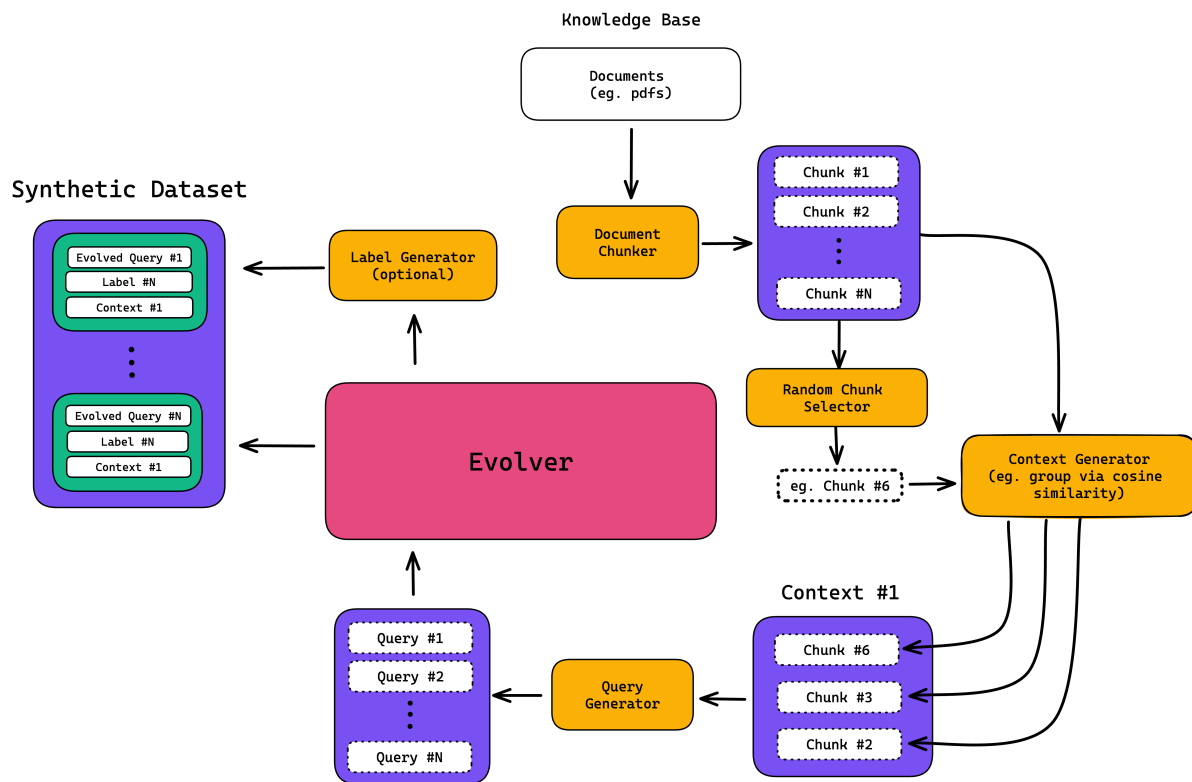 Knowledge Base
Documents
(eg. pdfs)
Document
Chunker
Chunk #1
Chunk #2
Chunk #N
Random Chunk
Selector
eg. Chunk #6
Context Generator
(eg. group via cosine
similarity)
Context #1
Chunk #6
Chunk #3
Chunk #2
Query
Generator
Query #1
Query #2
Query #N
Evolver
Label Generator
(optional)
Synthetic Dataset
Evolved Query #1
Label #N
Context #1
Evolved Query #N
Label #N
Context #1